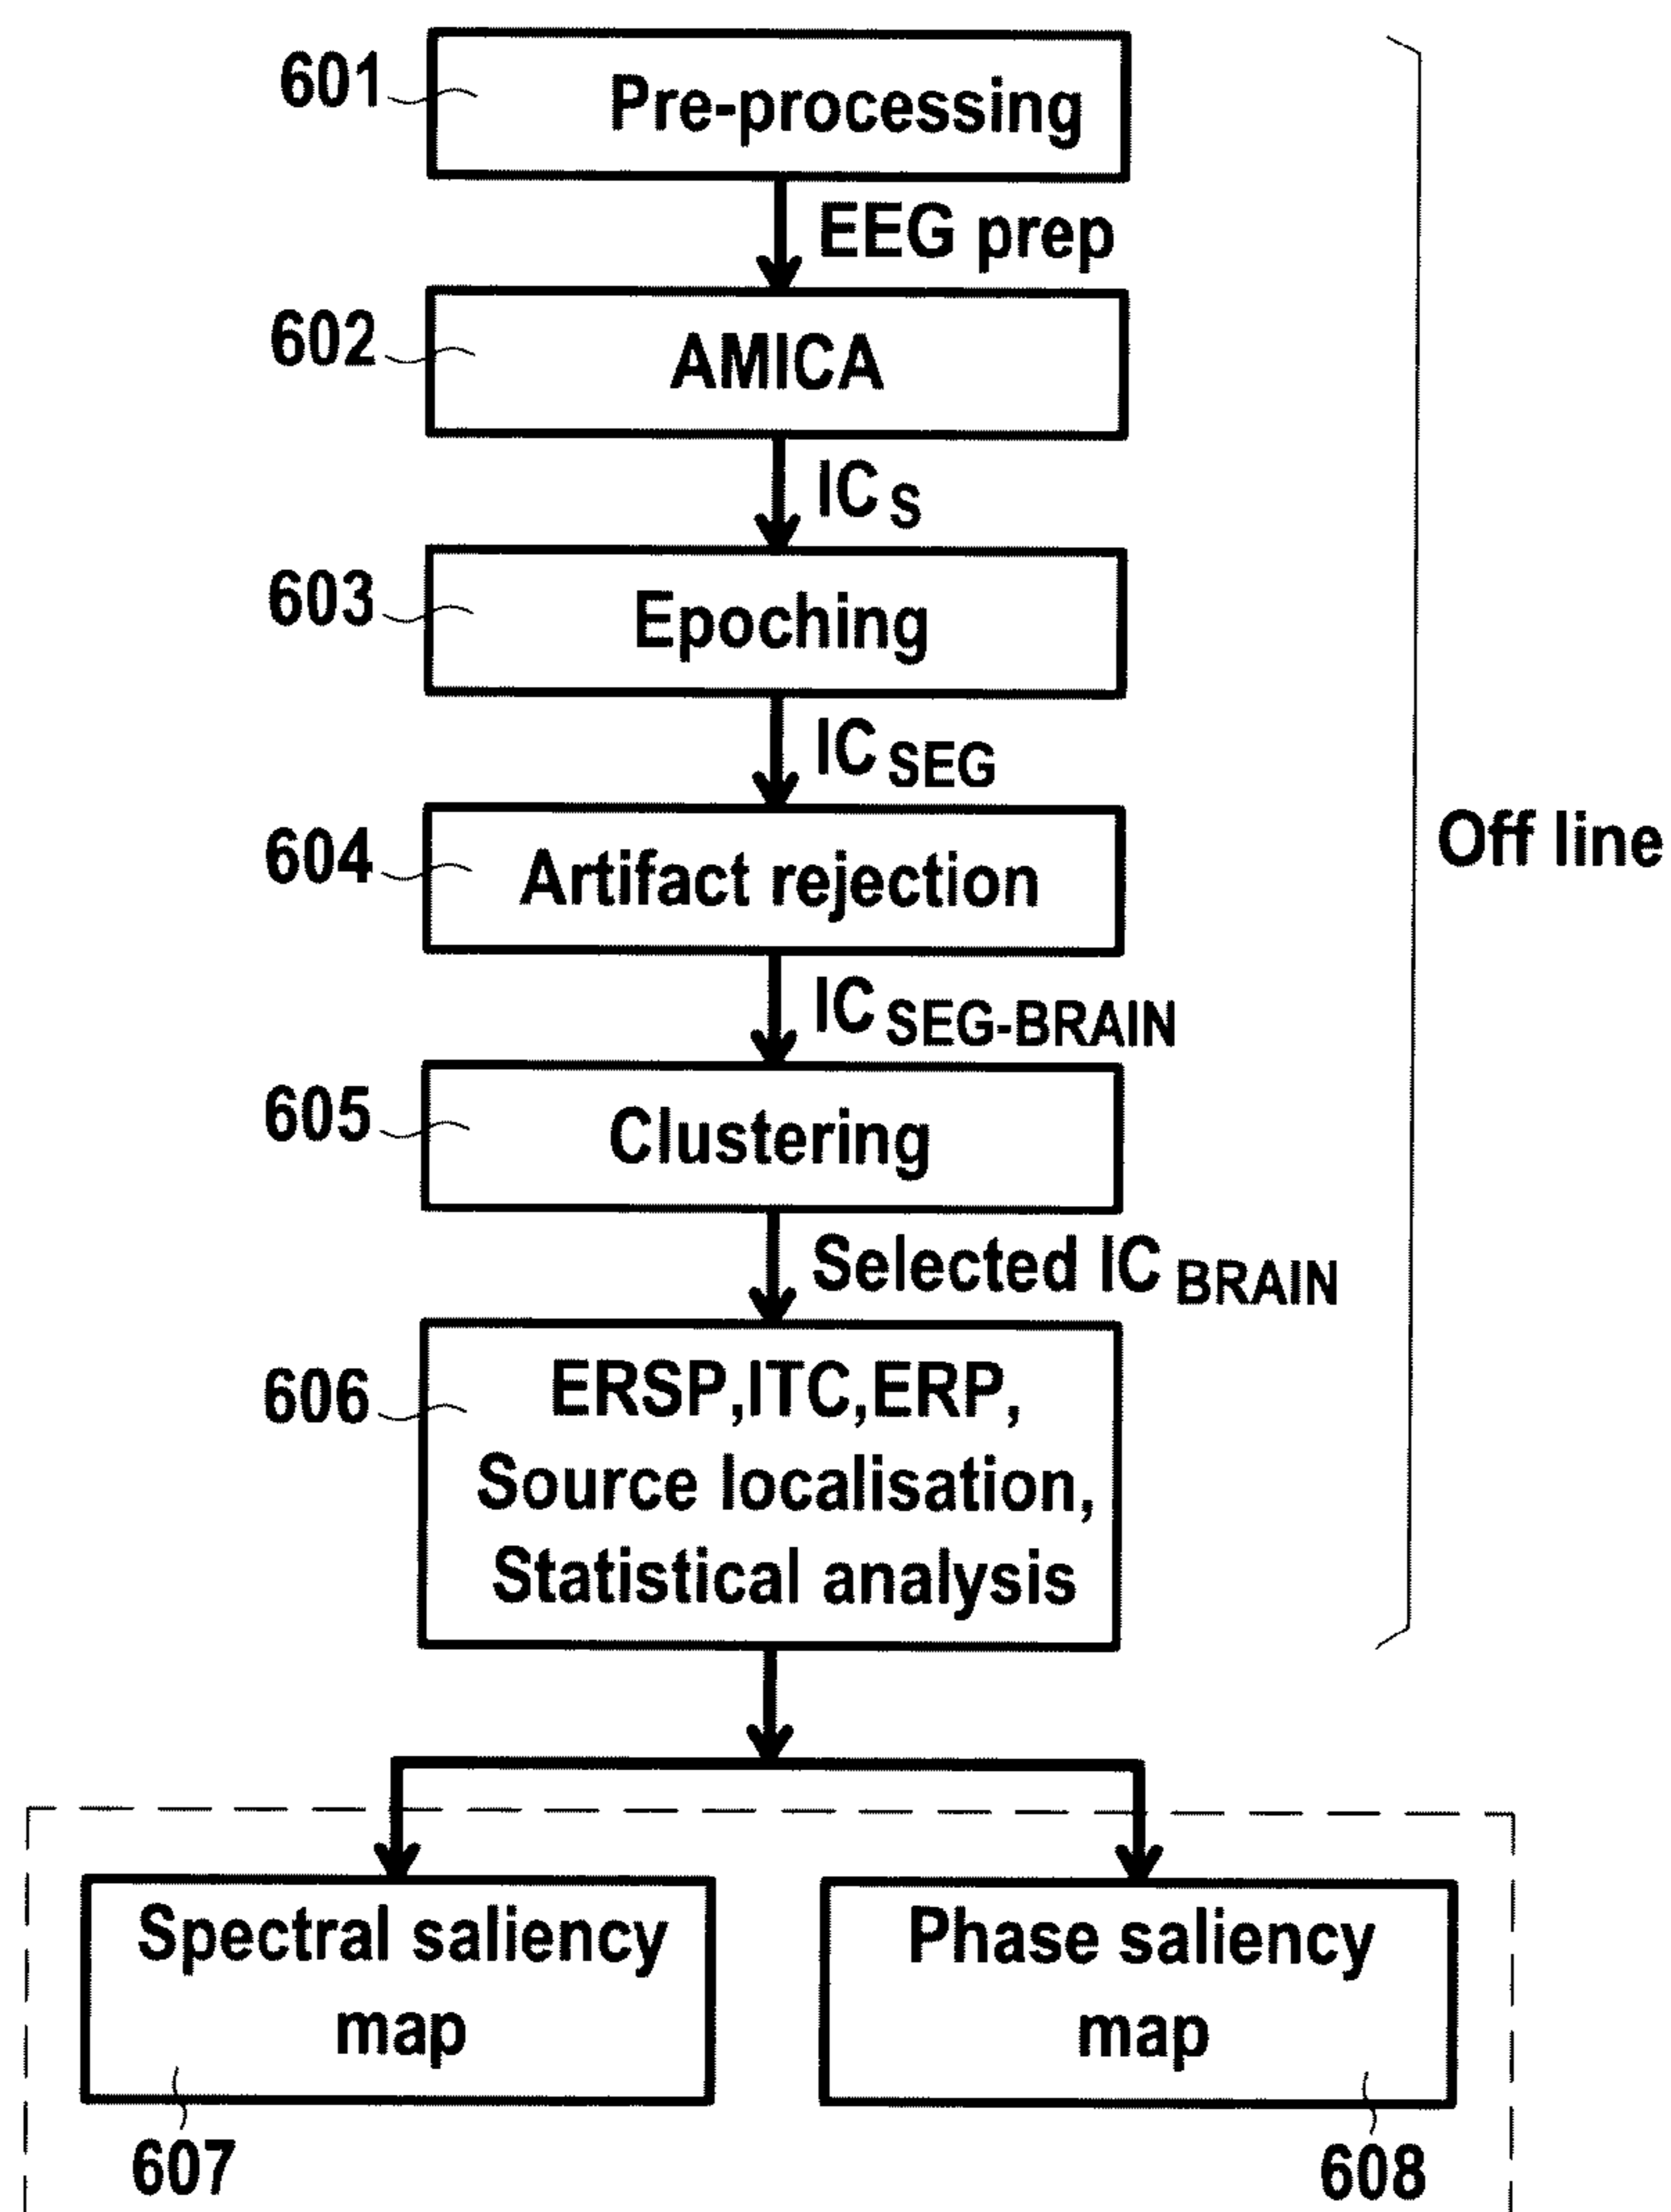 601
Pre-processing
EEG prep
602
AMICA
IC S
603
Epoching
IC SEG
604
Artifact rejection
Off line
IC SEG-BRAIN
605
Clustering
Selected IC BRAIN
606
ERSP,ITC,ERP,
Source localisation,
Statistical analysis
Spectral saliency
map
607
Phase saliency
map
608